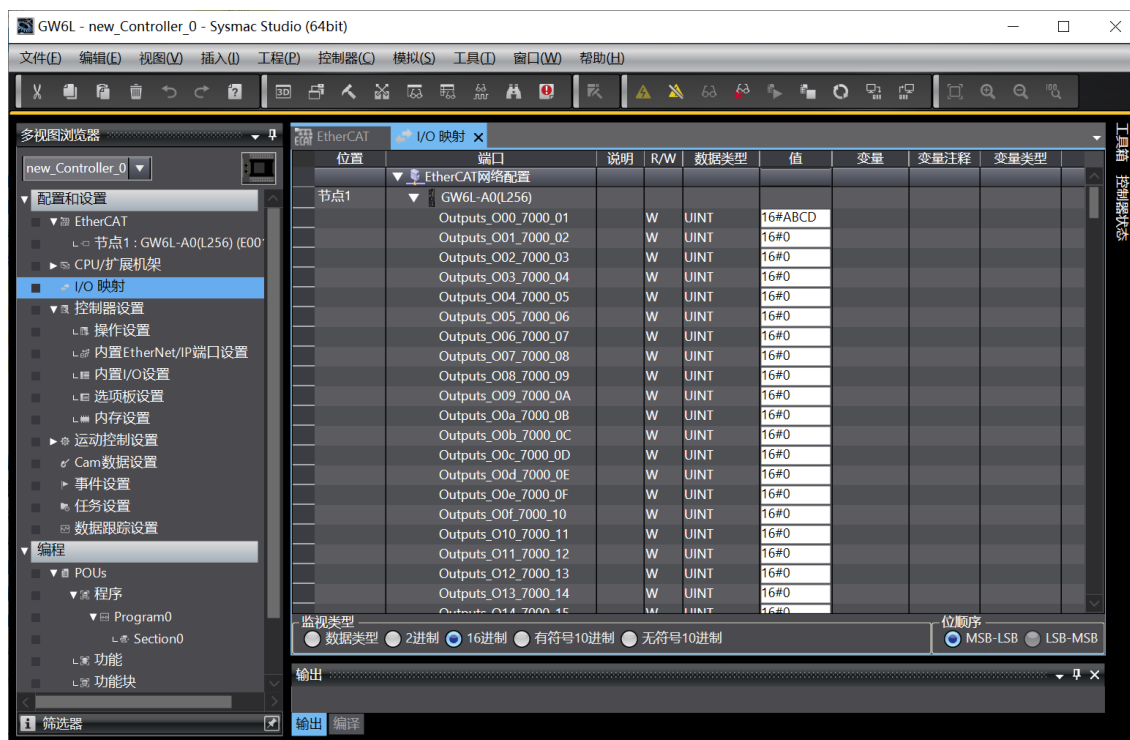 GW6L - new_Controller_0 - Sysmac Studio (64bit)
文件(F) 编辑(E) 视图(V) 插入(I) 工程(P) 控制器(C) 模拟(S) 工具(T) 窗口(W) 帮助(H)
多视图浏览器
new_Controller_0
配置和设置
EtherCAT
节点1 : GW6L-A0(L256) (E00
CPU/扩展机架
I/O 映射
控制器设置
操作设置
内置EtherNet/IP端口设置
内置I/O设置
选项板设置
内存设置
运动控制设置
Cam数据设置
事件设置
任务设置
数据跟踪设置
编程
POUs
程序
Program0
Section0
功能
功能块
筛选器
EtherCAT I/O 映射
位置 端口 说明 R/W 数据类型 值 变量 变量注释 变量类型
EtherCAT网络配置
节点1 GW6L-A0(L256)
Outputs_O00_7000_01 W UINT 16#ABCD
Outputs_O01_7000_02 W UINT 16#0
Outputs_O02_7000_03 W UINT 16#0
Outputs_O03_7000_04 W UINT 16#0
Outputs_O04_7000_05 W UINT 16#0
Outputs_O05_7000_06 W UINT 16#0
Outputs_O06_7000_07 W UINT 16#0
Outputs_O07_7000_08 W UINT 16#0
Outputs_O08_7000_09 W UINT 16#0
Outputs_O09_7000_0A W UINT 16#0
Outputs_O0a_7000_0B W UINT 16#0
Outputs_O0b_7000_0C W UINT 16#0
Outputs_O0c_7000_0D W UINT 16#0
Outputs_O0d_7000_0E W UINT 16#0
Outputs_O0e_7000_0F W UINT 16#0
Outputs_O0f_7000_10 W UINT 16#0
Outputs_O10_7000_11 W UINT 16#0
Outputs_O11_7000_12 W UINT 16#0
Outputs_O12_7000_13 W UINT 16#0
Outputs_O13_7000_14 W UINT 16#0
Outputs_O14_7000_15 W UINT 16#0
监视类型
数据类型 2进制 16进制 有符号10进制 无符号10进制
位顺序
MSB-LSB LSB-MSB
输出
输出 编译
工具箱 控制器状态